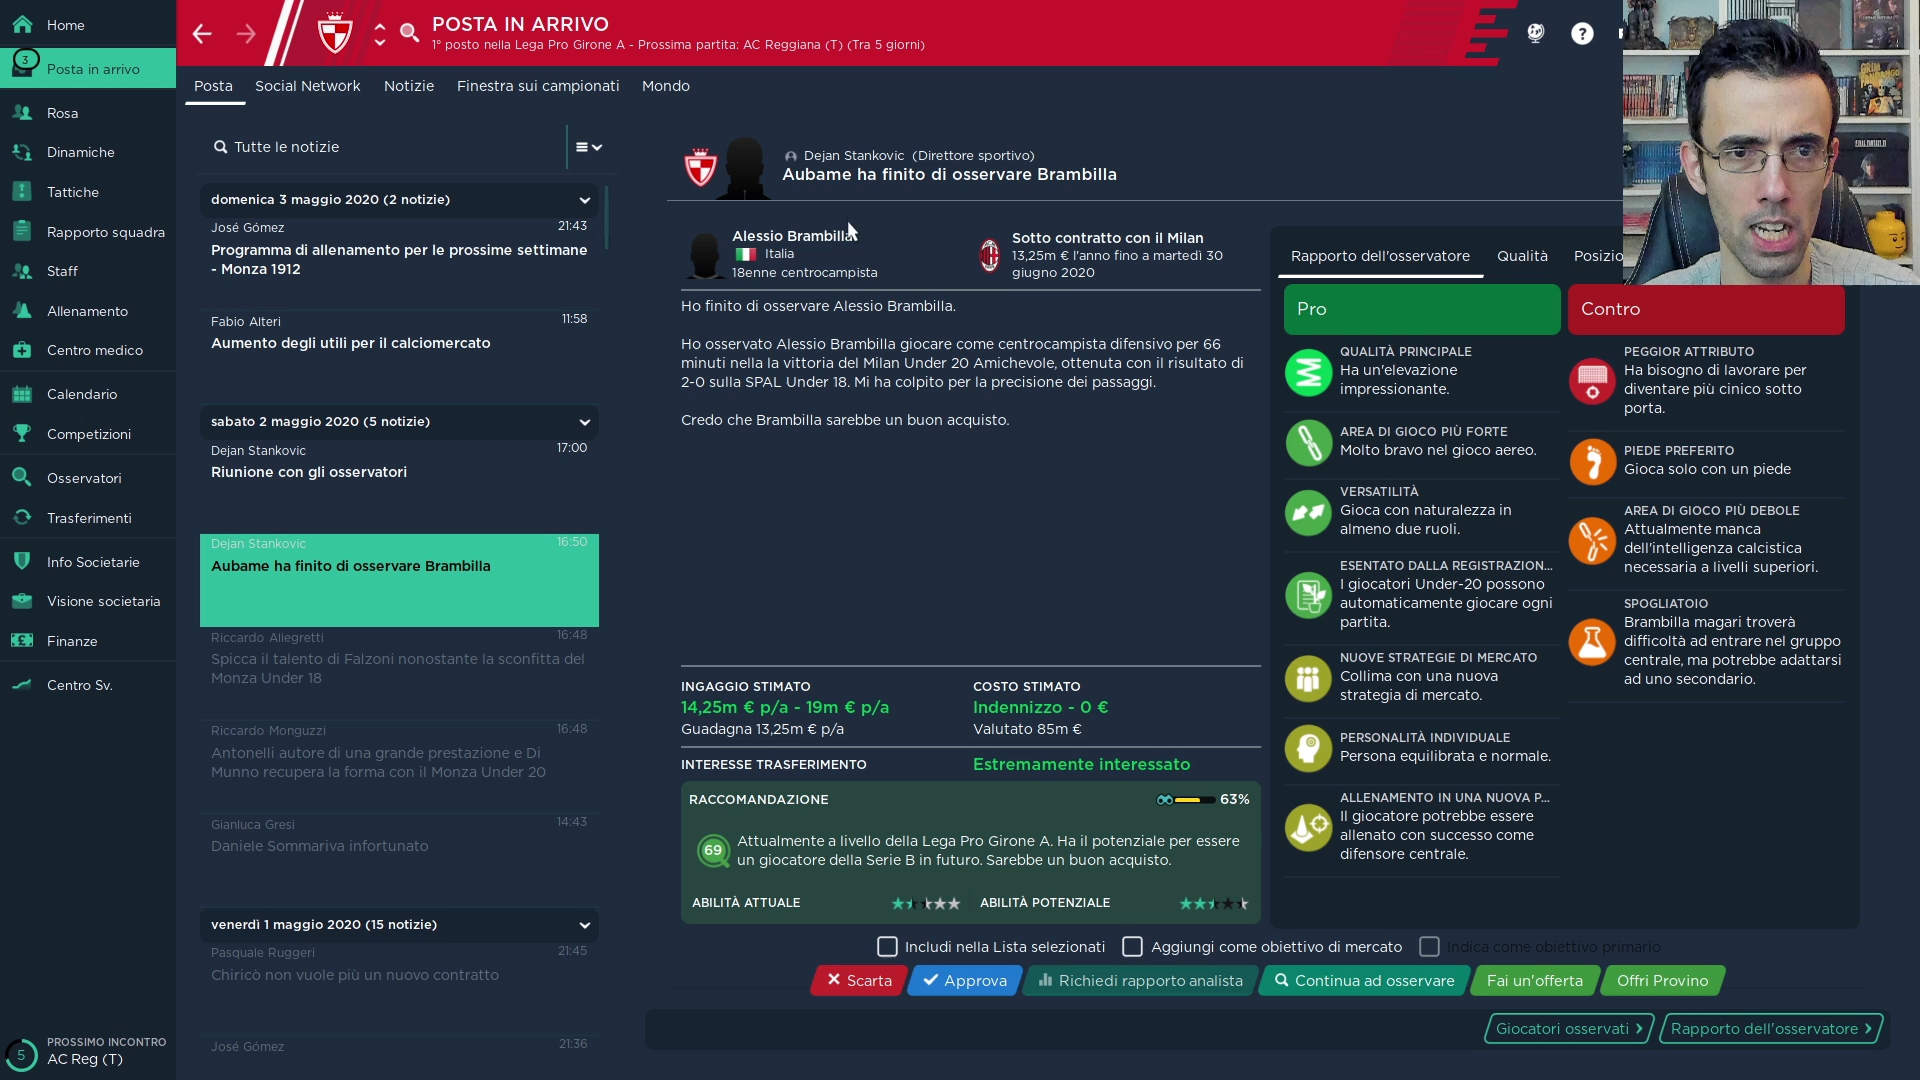 Home
3
Posta in arrivo
Rosa
Dinamiche
Tattiche
Rapporto squadra
Staff
Allenamento
Centro medico
Calendario
Competizioni
Osservatori
Trasferimenti
Info Societarie
Visione societaria
Finanze
Centro Sv.
5
PROSSIMO INCONTRO
AC Reg (T)
POSTA IN ARRIVO
1° posto nella Lega Pro Girone A - Prossima partita: AC Reggiana (T) (Tra 5 giorni)
?
Posta
Social Network
Notizie
Finestra sui campionati
Mondo
Tutte le notizie
domenica 3 maggio 2020 (2 notizie)
José Gómez 21:43
Programma di allenamento per le prossime settimane
- Monza 1912
Fabio Alteri 11:58
Aumento degli utili per il calciomercato
sabato 2 maggio 2020 (5 notizie)
Dejan Stankovic 17:00
Riunione con gli osservatori
Dejan Stankovic 16:50
Aubame ha finito di osservare Brambilla
Riccardo Allegretti 16:48
Spicca il talento di Falzoni nonostante la sconfitta del
Monza Under 18
Riccardo Monguzzi 16:48
Antonelli autore di una grande prestazione e Di
Munno recupera la forma con il Monza Under 20
Gianluca Gresi 14:43
Daniele Sommariva infortunato
venerdì 1 maggio 2020 (15 notizie)
Pasquale Ruggeri 21:45
Chiricò non vuole più un nuovo contratto
José Gómez 21:36
Dejan Stankovic (Direttore sportivo)
Aubame ha finito di osservare Brambilla
Alessio Brambilla
Italia
18enne centrocampista
Sotto contratto con il Milan
13,25m € l'anno fino a martedì 30
giugno 2020
Ho finito di osservare Alessio Brambilla.
Ho osservato Alessio Brambilla giocare come centrocampista difensivo per 66
minuti nella vittoria del Milan Under 20 Amichevole, ottenuta con il risultato di
2-0 sulla SPAL Under 18. Mi ha colpito per la precisione dei passaggi.
Credo che Brambilla sarebbe un buon acquisto.
INGAGGIO STIMATO
14,25m € p/a - 19m € p/a
Guadagna 13,25m € p/a
COSTO STIMATO
Indennizzo - 0 €
Valutato 85m €
INTERESSE TRASFERIMENTO
Estremamente interessato
RACCOMANDAZIONE
63%
69
Attualmente a livello della Lega Pro Girone A. Ha il potenziale per essere
un giocatore della Serie B in futuro. Sarebbe un buon acquisto.
ABILITÀ ATTUALE
ABILITÀ POTENZIALE
Rapporto dell'osservatore
Qualità
Posizio
Pro
QUALITÀ PRINCIPALE
Ha un'elevazione
impressionante.
AREA DI GIOCO PIÙ FORTE
Molto bravo nel gioco aereo.
VERSATILITÀ
Gioca con naturalezza in
almeno due ruoli.
ESENTATO DALLA REGISTRAZION...
I giocatori Under-20 possono
automaticamente giocare ogni
partita.
NUOVE STRATEGIE DI MERCATO
Collima con una nuova
strategia di mercato.
PERSONALITÀ INDIVIDUALE
Persona equilibrata e normale.
ALLENAMENTO IN UNA NUOVA P...
Il giocatore potrebbe essere
allenato con successo come
difensore centrale.
Contro
PEGGIOR ATTRIBUTO
Ha bisogno di lavorare per
diventare più cinico sotto
porta.
PIEDE PREFERITO
Gioca solo con un piede
AREA DI GIOCO PIÙ DEBOLE
Attualmente manca
dell'intelligenza calcistica
necessaria a livelli superiori.
SPOGLIATOIO
Brambilla magari troverà
difficoltà ad entrare nel gruppo
centrale, ma potrebbe adattarsi
ad uno secondario.
Includi nella Lista selezionati
Aggiungi come obiettivo di mercato
Indica come obiettivo primario
Scarta
Approva
Richiedi rapporto analista
Continua ad osservare
Fai un'offerta
Offri Provino
Giocatori osservati
Rapporto dell'osservatore
GRIM
FANDANGO
FINAL FANTASY